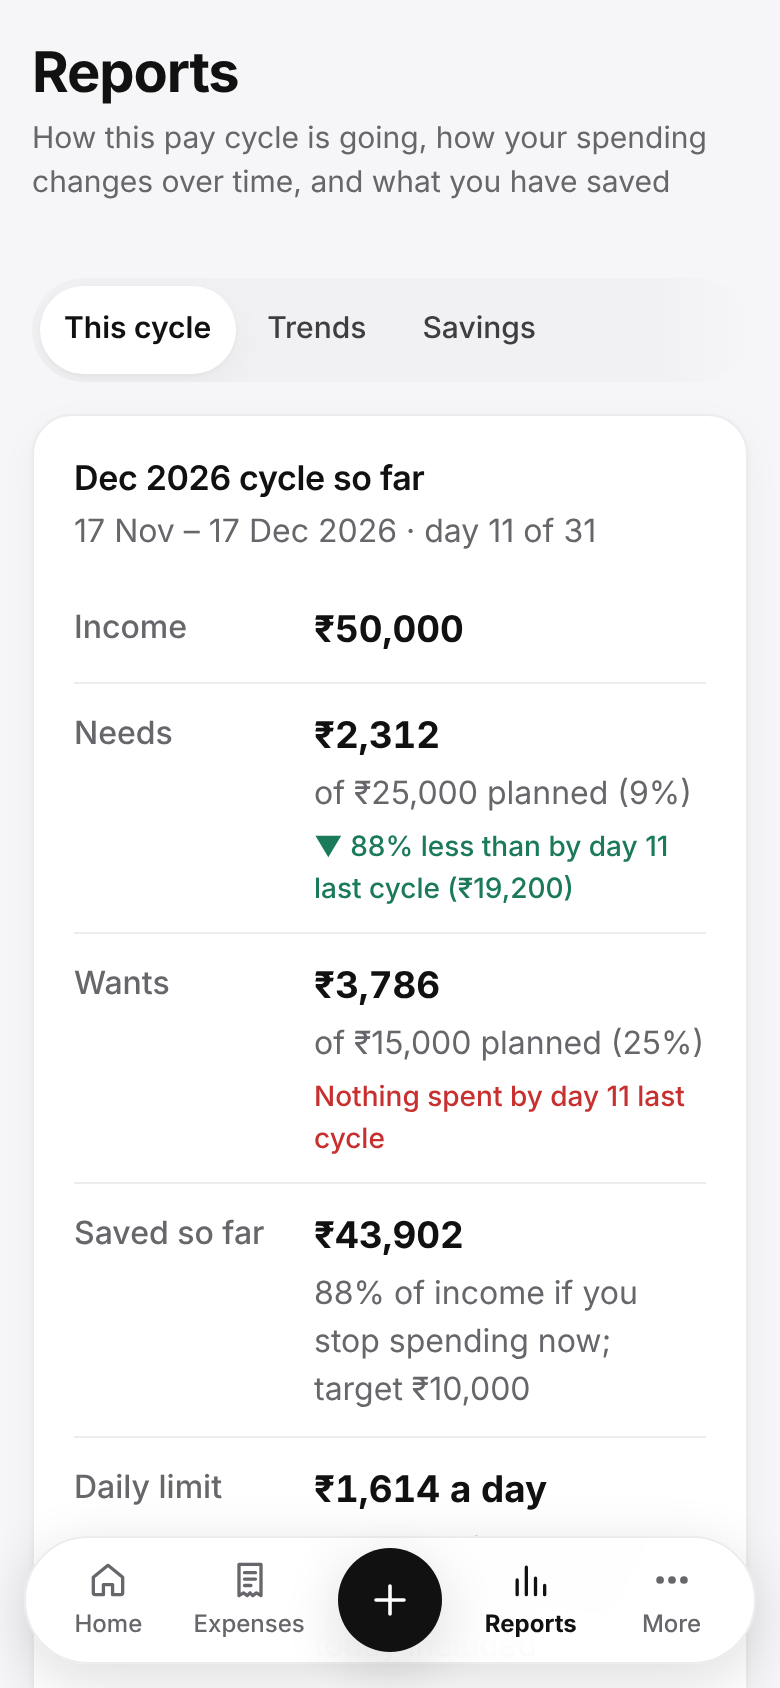 Reports
How this pay cycle is going, how your spending
changes over time, and what you have saved
This cycle
Trends
Savings
Dec 2026 cycle so far
17 Nov – 17 Dec 2026 · day 11 of 31
Income
₹50,000
Needs
₹2,312
of ₹25,000 planned (9%)
▼ 88% less than by day 11
last cycle (₹19,200)
Wants
₹3,786
of ₹15,000 planned (25%)
Nothing spent by day 11 last
cycle
Saved so far
₹43,902
88% of income if you
stop spending now;
target ₹10,000
Daily limit
₹1,614 a day
Home
Expenses
Reports
More